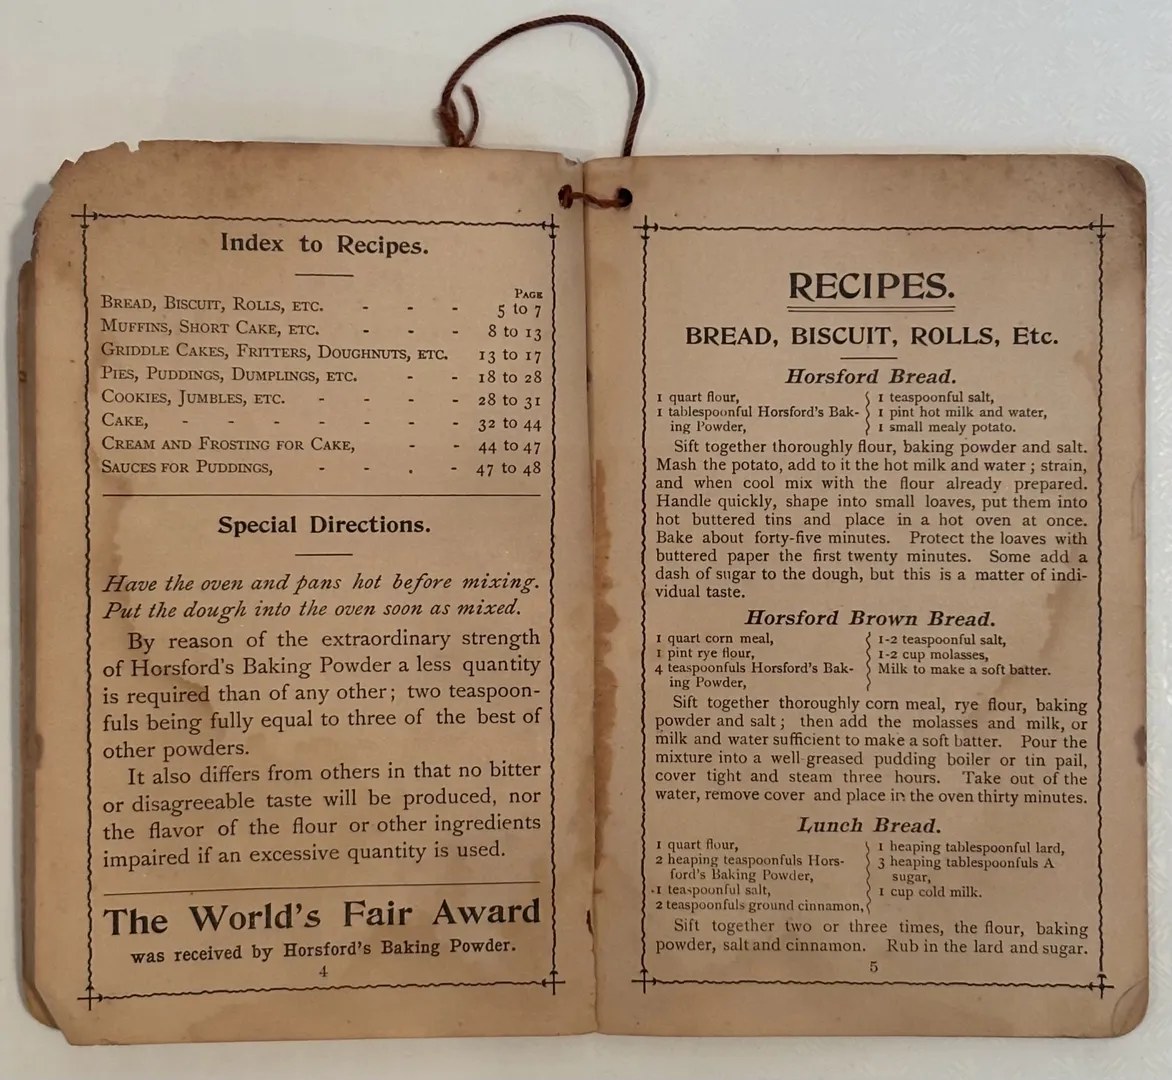 Index to Recipes.
PAGE
BREAD, BISCUIT, ROLLS, ETC. - - - 5 to 7
MUFFINS, SHORT CAKE, ETC. - - - 8 to 13
GRIDDLE CAKES, FRITTERS, DOUGHNUTS, ETC. 13 to 17
PIES, PUDDINGS, DUMPLINGS, ETC. - - 18 to 28
COOKIES, JUMBLES, ETC. - - - - 28 to 31
CAKE, - - - - - - - 32 to 44
CREAM AND FROSTING FOR CAKE, - - 44 to 47
SAUCES FOR PUDDINGS, - - . - 47 to 48
Special Directions.
Have the oven and pans hot before mixing.
Put the dough into the oven soon as mixed.
By reason of the extraordinary strength
of Horsford's Baking Powder a less quantity
is required than of any other; two teaspoon-
fuls being fully equal to three of the best of
other powders.
It also differs from others in that no bitter
or disagreeable taste will be produced, nor
the flavor of the flour or other ingredients
impaired if an excessive quantity is used.
The World's Fair Award
was received by Horsford's Baking Powder.
4
RECIPES.
BREAD, BISCUIT, ROLLS, Etc.
Horsford Bread.
1 quart flour,
1 tablespoonful Horsford's Bak-
ing Powder,
1 teaspoonful salt,
1 pint hot milk and water,
1 small mealy potato.
Sift together thoroughly flour, baking powder and salt.
Mash the potato, add to it the hot milk and water; strain,
and when cool mix with the flour already prepared.
Handle quickly, shape into small loaves, put them into
hot buttered tins and place in a hot oven at once.
Bake about forty-five minutes. Protect the loaves with
buttered paper the first twenty minutes. Some add a
dash of sugar to the dough, but this is a matter of indi-
vidual taste.
Horsford Brown Bread.
1 quart corn meal,
1 pint rye flour,
4 teaspoonfuls Horsford's Bak-
ing Powder,
1-2 teaspoonful salt,
1-2 cup molasses,
Milk to make a soft batter.
Sift together thoroughly corn meal, rye flour, baking
powder and salt; then add the molasses and milk, or
milk and water sufficient to make a soft batter. Pour the
mixture into a well-greased pudding boiler or tin pail,
cover tight and steam three hours. Take out of the
water, remove cover and place in the oven thirty minutes.
Lunch Bread.
1 quart flour,
2 heaping teaspoonfuls Hors-
ford's Baking Powder,
1 teaspoonful salt,
2 teaspoonfuls ground cinnamon,
1 heaping tablespoonful lard,
3 heaping tablespoonfuls A
sugar,
1 cup cold milk.
Sift together two or three times, the flour, baking
powder, salt and cinnamon. Rub in the lard and sugar.
5